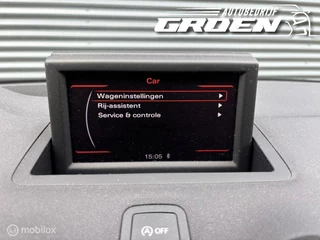 AUTOBEDRIJF
GROEN
Car
Wageninstellingen
Rij-assistent
Service & controle
15:05
OFF
mobilox